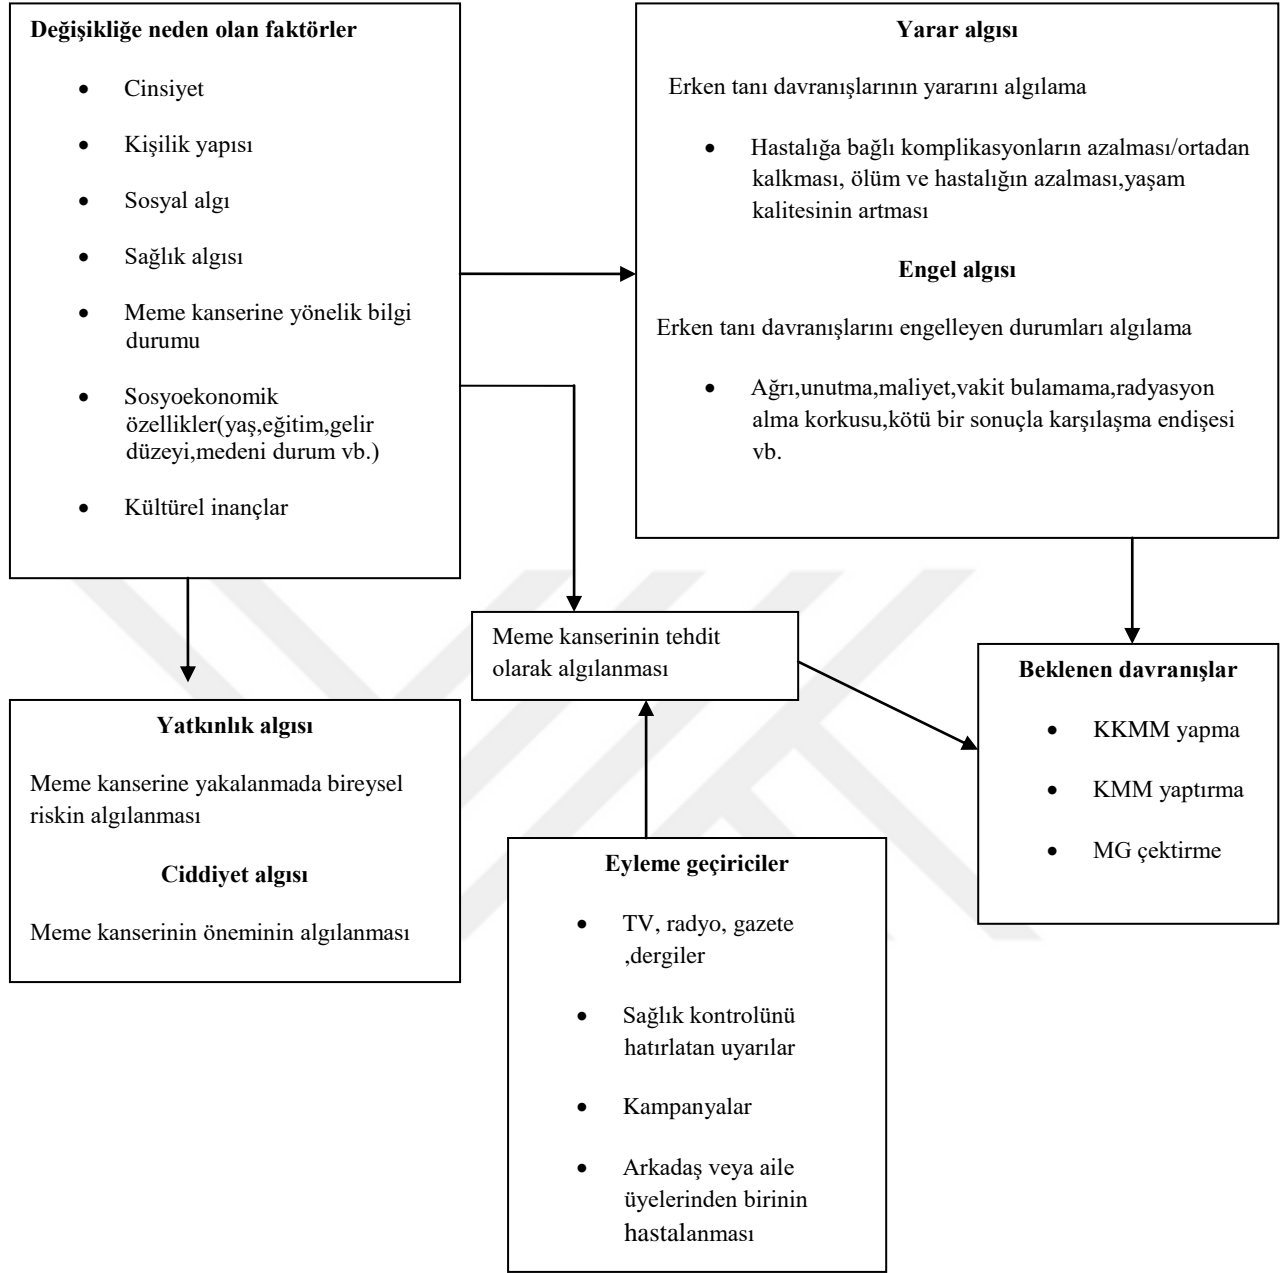 Değişikliğe neden olan faktörler
• Cinsiyet
• Kişilik yapısı
• Sosyal algı
• Sağlık algısı
• Meme kanserine yönelik bilgi
durumu
• Sosyoekonomik
özellikler(yaş,eğitim,gelir
düzeyi,medeni durum vb.)
• Kültürel inançlar
Yarar algısı
Erken tanı davranışlarının yararını algılama
• Hastalığa bağlı komplikasyonların azalması/ortadan
kalkması, ölüm ve hastalığın azalması,yaşam
kalitesinin artması
Engel algısı
Erken tanı davranışlarını engelleyen durumları algılama
• Ağrı,unutma,maliyet,vakit bulamama,radyasyon
alma korkusu,kötü bir sonuçla karşılaşma endişesi
vb.
Meme kanserinin tehdit
olarak algılanması
Beklenen davranışlar
• KKMM yapma
• KMM yaptırma
• MG çektirme
Yatkınlık algısı
Meme kanserine yakalanmada bireysel
riskin algılanması
Ciddiyet algısı
Meme kanserinin öneminin algılanması
Eyleme geçiriciler
• TV, radyo, gazete
,dergiler
• Sağlık kontrolünü
hatırlatan uyarılar
• Kampanyalar
• Arkadaş veya aile
üyelerinden birinin
hastalanması